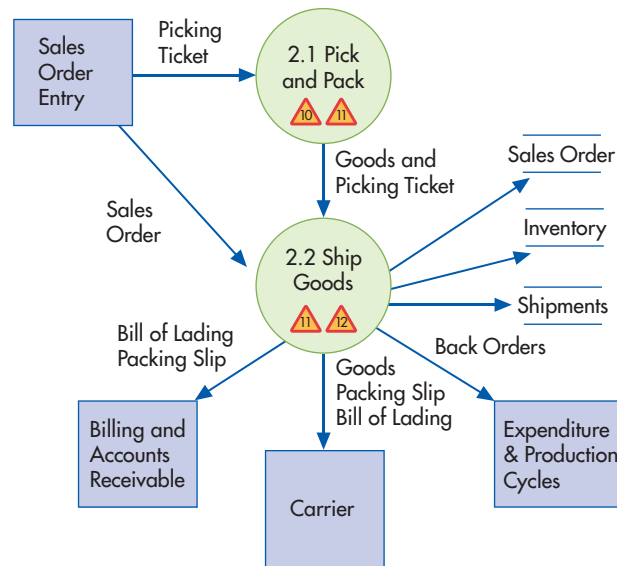 Sales
Order
Entry
Picking
Ticket
2.1 Pick
and Pack
10 11
Goods and
Picking Ticket
Sales Order
Sales
Order
Inventory
2.2 Ship
Goods
11 12
Shipments
Bill of Lading
Packing Slip
Goods
Packing Slip
Bill of Lading
Back Orders
Billing and
Accounts
Receivable
Carrier
Expenditure
& Production
Cycles